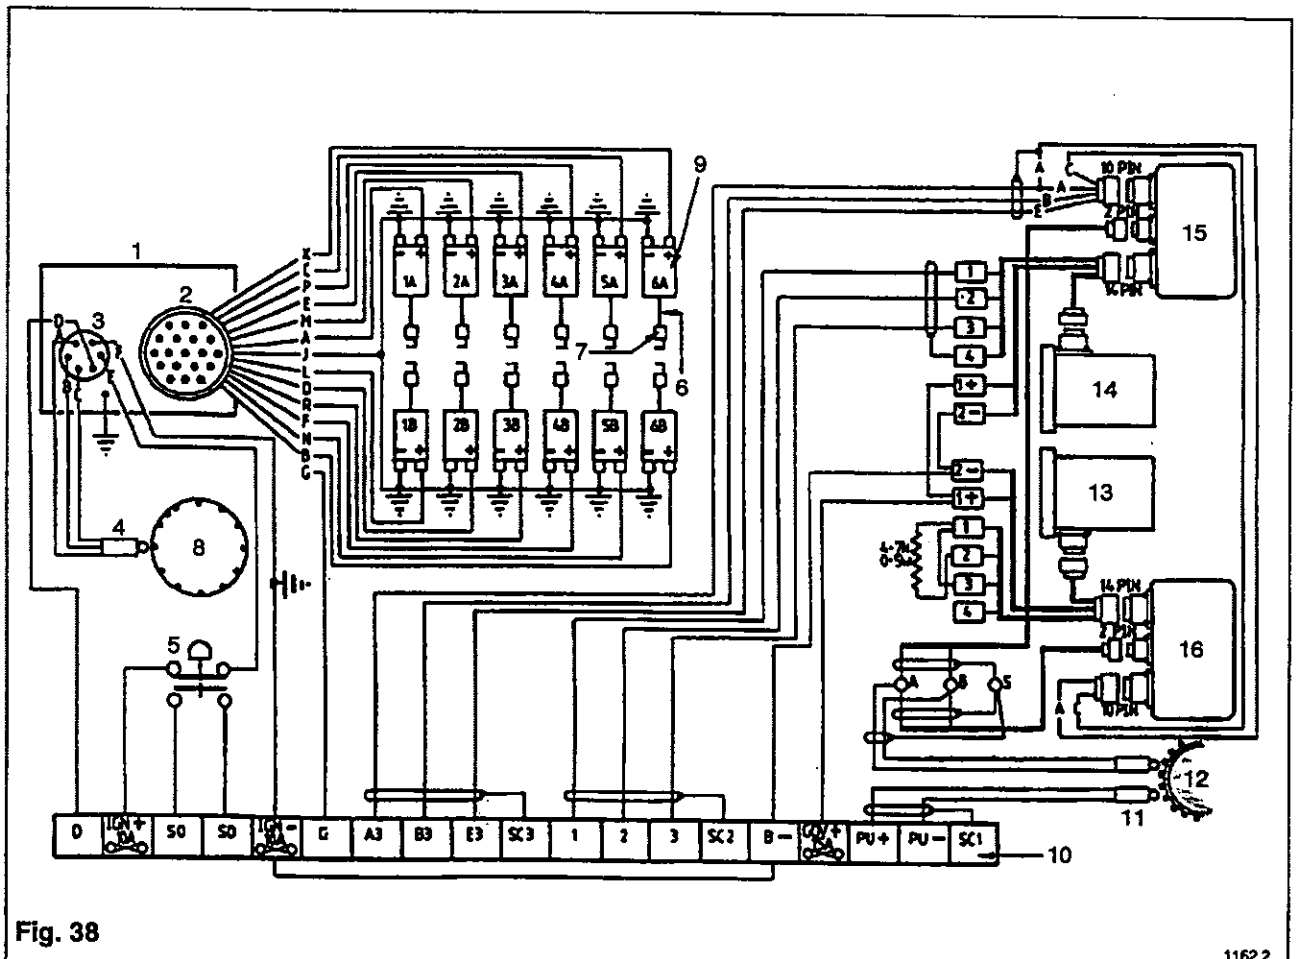 9
10 PIN
A
C
A
B
E
2 PIN
15
14 PIN
1
2
3
K
C
P
E
M
A
J
L
D
R
F
N
B
G
1A
2A
3A
4A
5A
6A
7
6
1B
2B
3B
4B
5B
6B
1
2
3
4
1+
2-
2-
1+
1
2
3
4
14
13
D
A
B
C
F
E
4
8
5
14 PIN
2 PIN
16
10 PIN
A
C
A
B
S
12
11
D
IGN+
10A
SD
SD
IGN-
G
A3
B3
E3
SC3
1
2
3
SC2
B-
GOV+
PU+
PU-
SC1
10
Fig. 38
1162.2